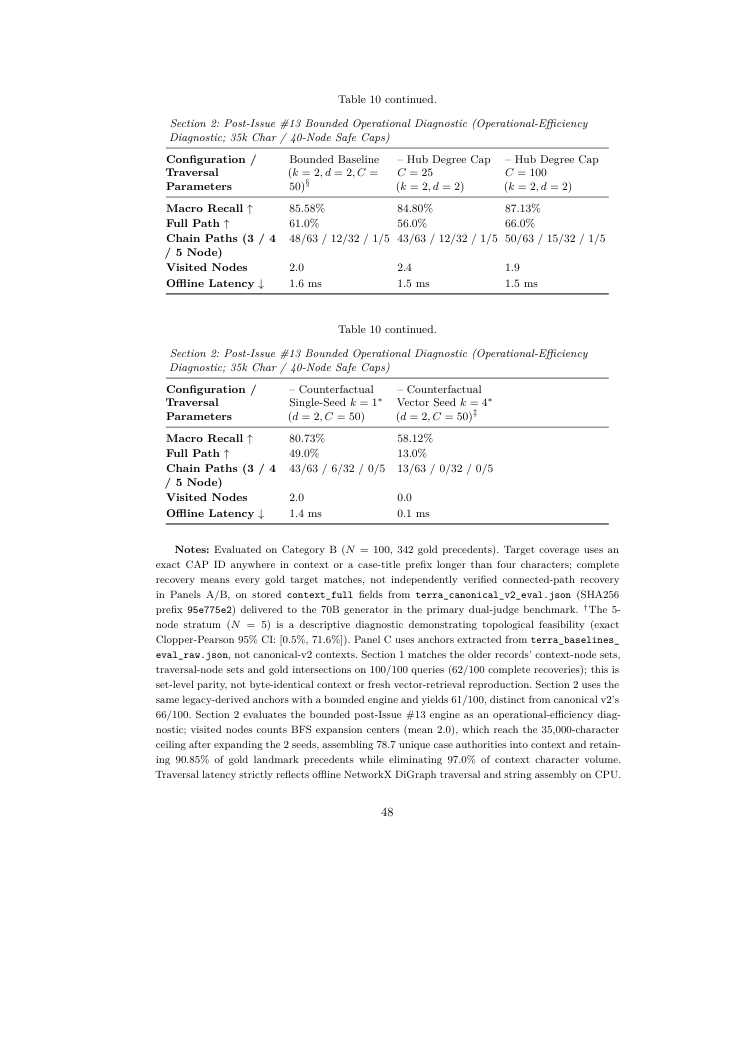 Table 10 continued.
Section 2: Post-Issue #13 Bounded Operational Diagnostic (Operational-Efficiency
Diagnostic; 35k Char / 40-Node Safe Caps)
Configuration / Traversal Parameters	Bounded Baseline (k = 2, d = 2, C = 50)§	– Hub Degree Cap C = 25 (k = 2, d = 2)	– Hub Degree Cap C = 100 (k = 2, d = 2)
Macro Recall ↑	85.58%	84.80%	87.13%
Full Path ↑	61.0%	56.0%	66.0%
Chain Paths (3 / 4 / 5 Node)	48/63 / 12/32 / 1/5	43/63 / 12/32 / 1/5	50/63 / 15/32 / 1/5
Visited Nodes	2.0	2.4	1.9
Offline Latency ↓	1.6 ms	1.5 ms	1.5 ms
Table 10 continued.
Section 2: Post-Issue #13 Bounded Operational Diagnostic (Operational-Efficiency
Diagnostic; 35k Char / 40-Node Safe Caps)
Configuration / Traversal Parameters	– Counterfactual Single-Seed k = 1* (d = 2, C = 50)	– Counterfactual Vector Seed k = 4* (d = 2, C = 50)‡
Macro Recall ↑	80.73%	58.12%
Full Path ↑	49.0%	13.0%
Chain Paths (3 / 4 / 5 Node)	43/63 / 6/32 / 0/5	13/63 / 0/32 / 0/5
Visited Nodes	2.0	0.0
Offline Latency ↓	1.4 ms	0.1 ms
Notes: Evaluated on Category B (N = 100, 342 gold precedents). Target coverage uses an
exact CAP ID anywhere in context or a case-title prefix longer than four characters; complete
recovery means every gold target matches, not independently verified connected-path recovery
in Panels A/B, on stored context_full fields from terra_canonical_v2_eval.json (SHA256
prefix 95e775e2) delivered to the 70B generator in the primary dual-judge benchmark. †The 5-
node stratum (N = 5) is a descriptive diagnostic demonstrating topological feasibility (exact
Clopper-Pearson 95% CI: [0.5%, 71.6%]). Panel C uses anchors extracted from terra_baselines_
eval_raw.json, not canonical-v2 contexts. Section 1 matches the older records' context-node sets,
traversal-node sets and gold intersections on 100/100 queries (62/100 complete recoveries); this is
set-level parity, not byte-identical context or fresh vector-retrieval reproduction. Section 2 uses the
same legacy-derived anchors with a bounded engine and yields 61/100, distinct from canonical v2's
66/100. Section 2 evaluates the bounded post-Issue #13 engine as an operational-efficiency diag-
nostic; visited nodes counts BFS expansion centers (mean 2.0), which reach the 35,000-character
ceiling after expanding the 2 seeds, assembling 78.7 unique case authorities into context and retain-
ing 90.85% of gold landmark precedents while eliminating 97.0% of context character volume.
Traversal latency strictly reflects offline NetworkX DiGraph traversal and string assembly on CPU.
48